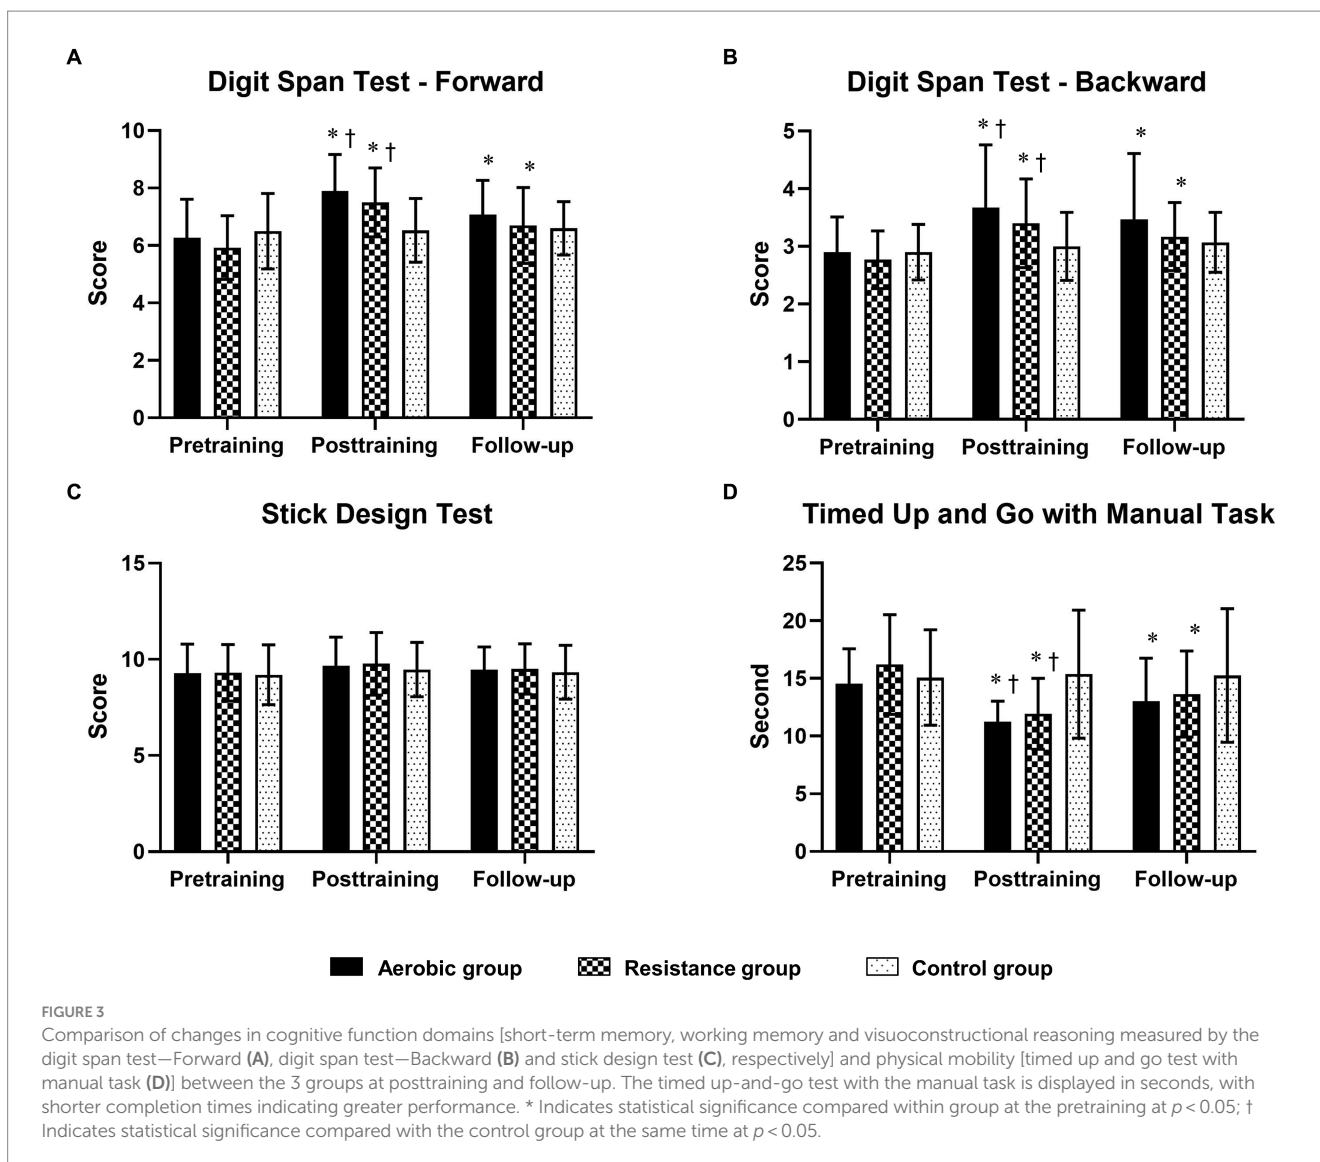 A
Digit Span Test - Forward
10
8
6
4
2
0
Score
* †
* †
*
*
Pretraining
Posttraining
Follow-up
B
Digit Span Test - Backward
5
4
3
2
1
0
Score
* †
* †
*
*
Pretraining
Posttraining
Follow-up
C
Stick Design Test
15
10
5
0
Score
Pretraining
Posttraining
Follow-up
D
Timed Up and Go with Manual Task
25
20
15
10
5
0
Second
* †
* †
*
*
Pretraining
Posttraining
Follow-up
Aerobic group
Resistance group
Control group
FIGURE 3
Comparison of changes in cognitive function domains [short-term memory, working memory and visuoconstructional reasoning measured by the
digit span test—Forward (A), digit span test—Backward (B) and stick design test (C), respectively] and physical mobility [timed up and go test with
manual task (D)] between the 3 groups at posttraining and follow-up. The timed up-and-go test with the manual task is displayed in seconds, with
shorter completion times indicating greater performance. * Indicates statistical significance compared within group at the pretraining at p < 0.05; †
Indicates statistical significance compared with the control group at the same time at p < 0.05.